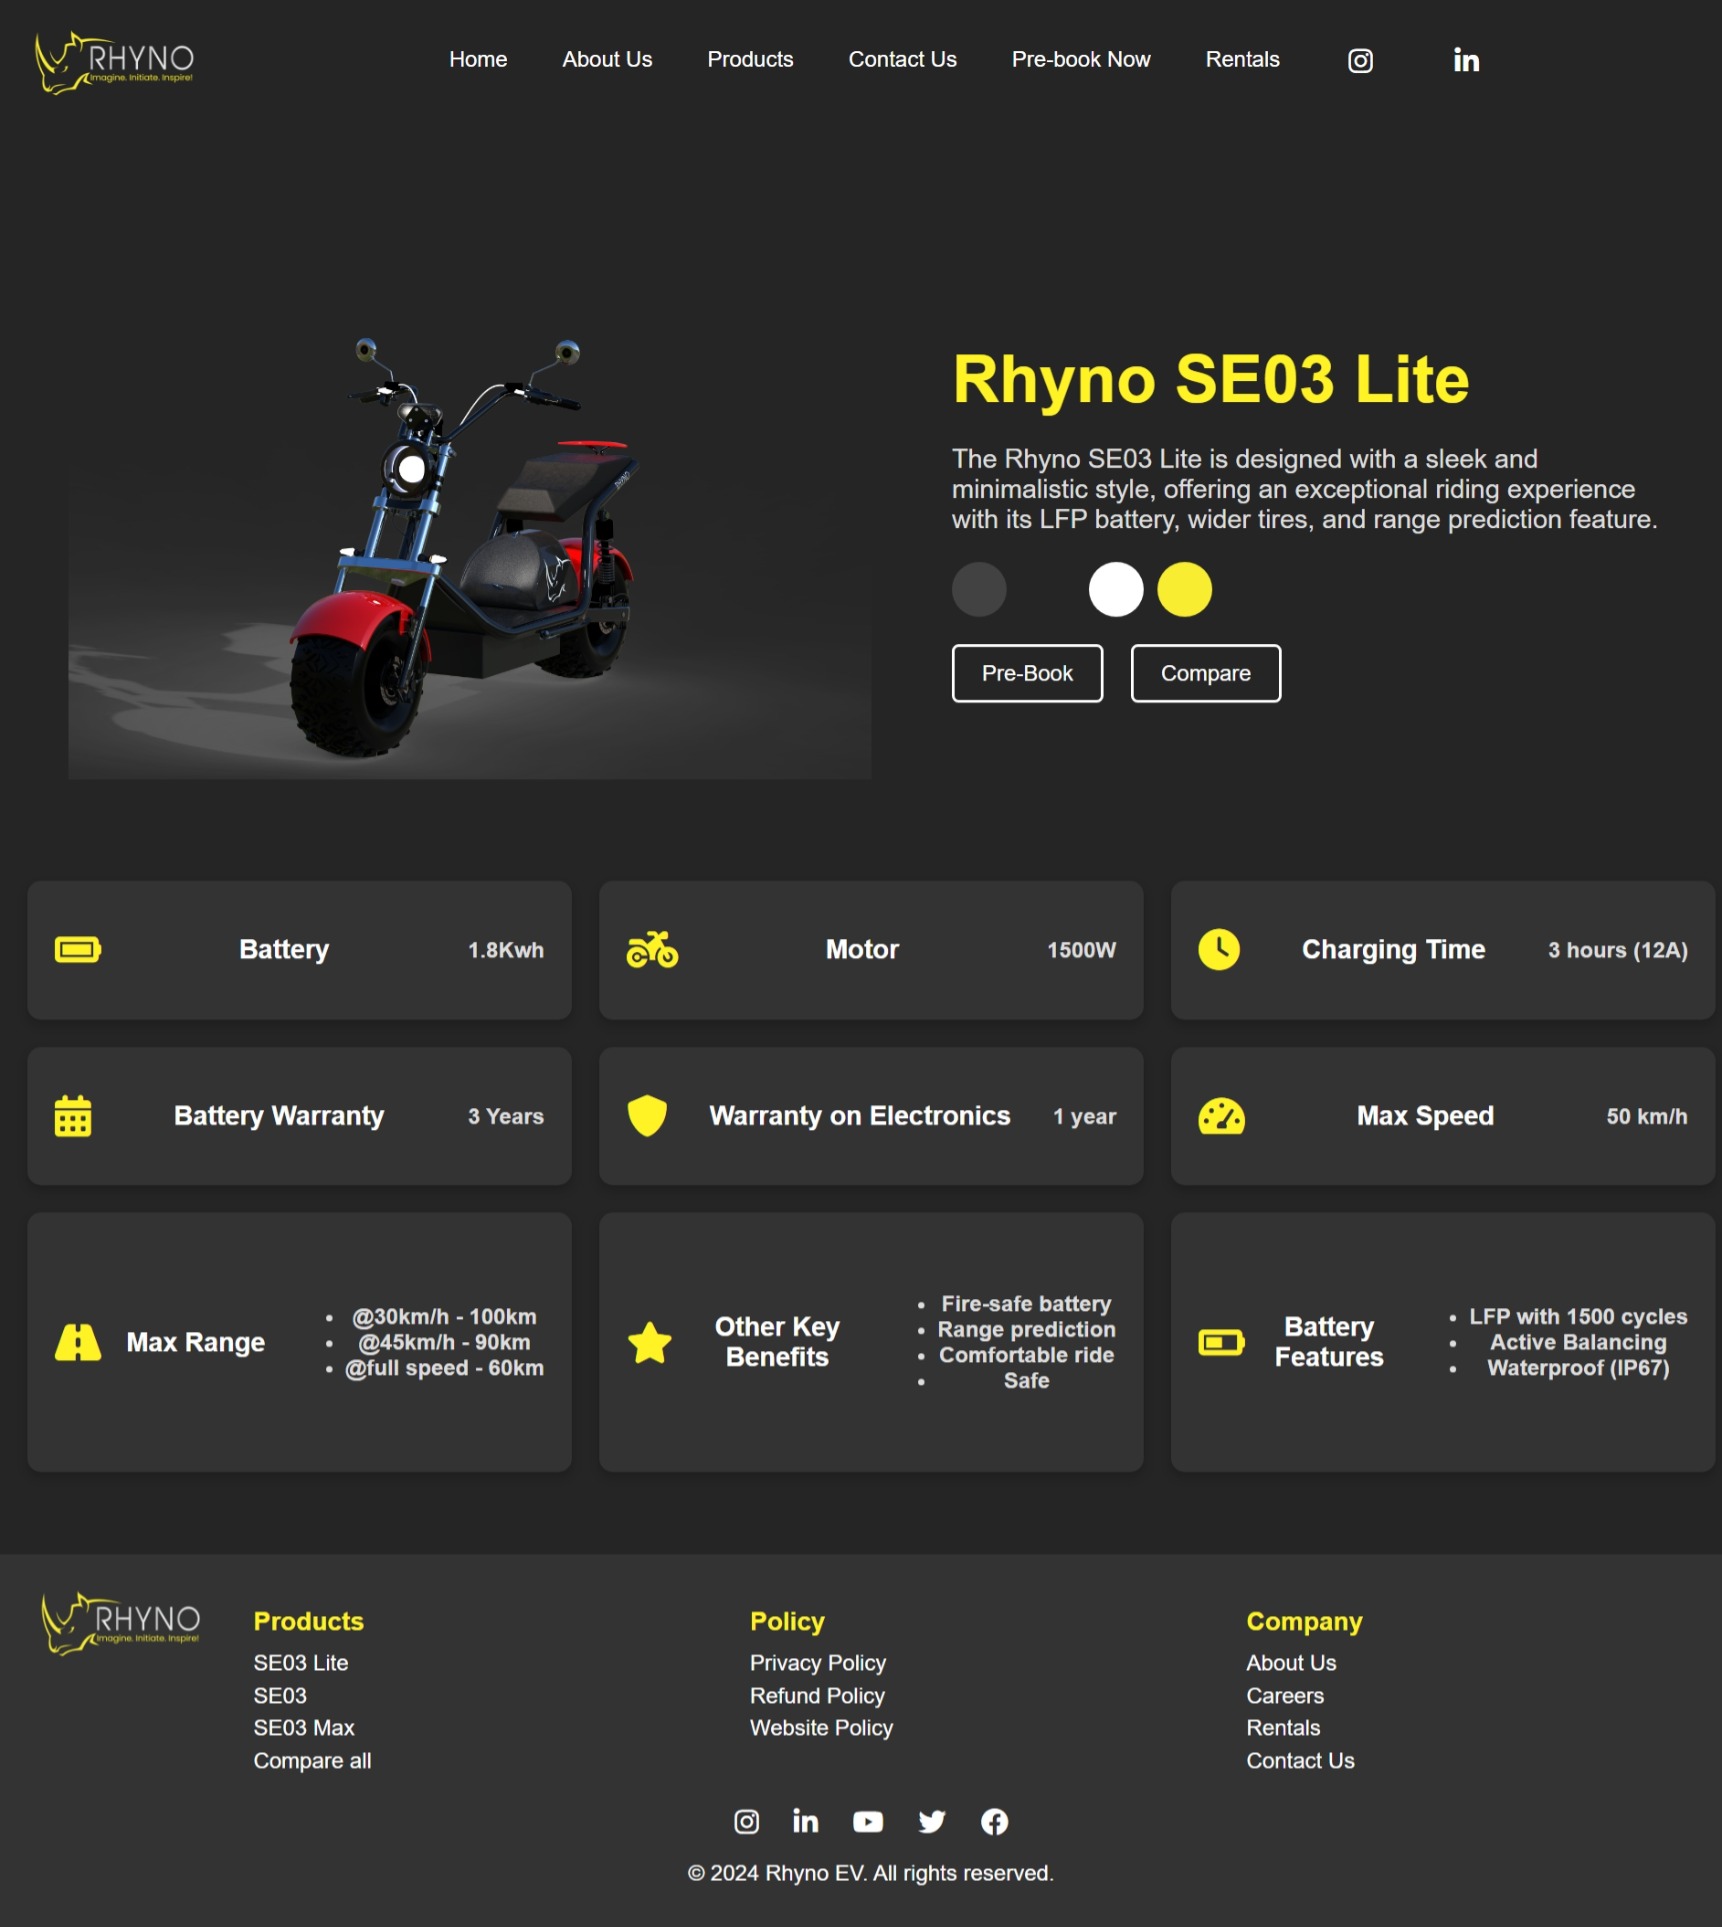 RHYNO
Imagine. Initiate. Inspire!
Home
About Us
Products
Contact Us
Pre-book Now
Rentals
in
RHYNO
Rhyno SE03 Lite
The Rhyno SE03 Lite is designed with a sleek and
minimalistic style, offering an exceptional riding experience
with its LFP battery, wider tires, and range prediction feature.
Pre-Book
Compare
Battery
1.8Kwh
Motor
1500W
Charging Time
3 hours (12A)
Battery Warranty
3 Years
Warranty on Electronics
1 year
Max Speed
50 km/h
Max Range
• @30km/h - 100km
• @45km/h - 90km
• @full speed - 60km
Other Key
Benefits
• Fire-safe battery
• Range prediction
• Comfortable ride
• Safe
Battery
Features
• LFP with 1500 cycles
• Active Balancing
• Waterproof (IP67)
RHYNO
Imagine. Initiate. Inspire!
Products
SE03 Lite
SE03
SE03 Max
Compare all
Policy
Privacy Policy
Refund Policy
Website Policy
Company
About Us
Careers
Rentals
Contact Us
in
© 2024 Rhyno EV. All rights reserved.